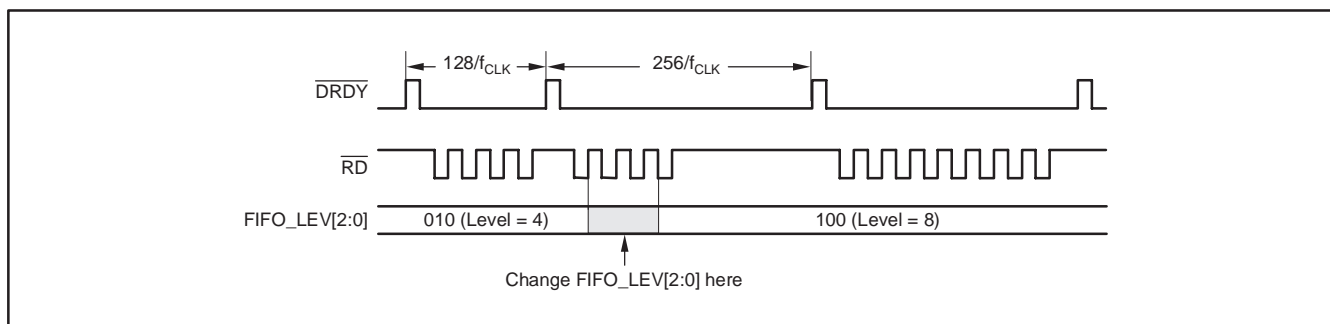 128/fCLK
256/fCLK
DRDY
RD
FIFO_LEV[2:0]
010 (Level = 4)
100 (Level = 8)
Change FIFO_LEV[2:0] here